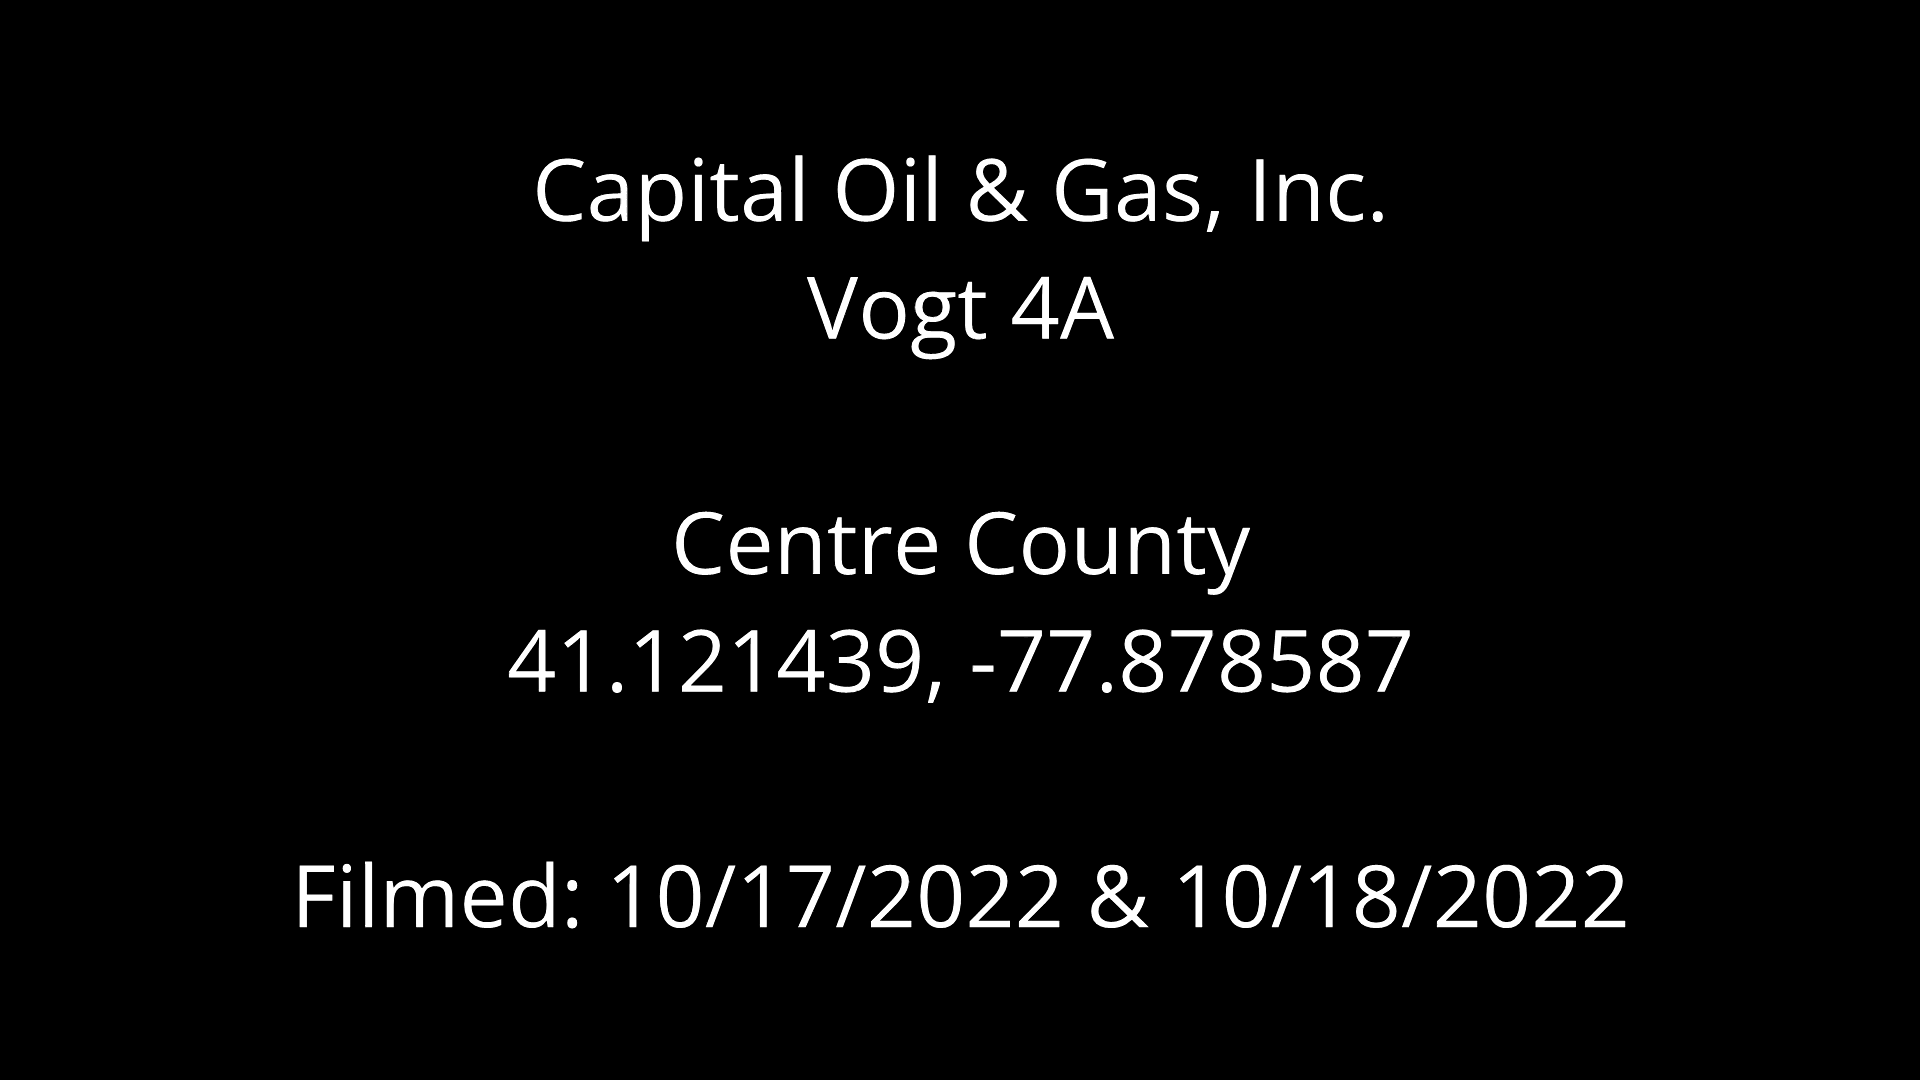 Capital Oil & Gas, Inc.
Vogt 4A
Centre County
41.121439, -77.878587
Filmed: 10/17/2022 & 10/18/2022